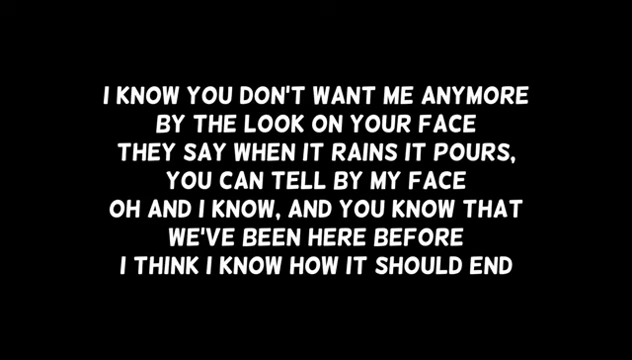 I KNOW YOU DON'T WANT ME ANYMORE
BY THE LOOK ON YOUR FACE
THEY SAY WHEN IT RAINS IT POURS,
YOU CAN TELL BY MY FACE
OH AND I KNOW, AND YOU KNOW THAT
WE'VE BEEN HERE BEFORE
I THINK I KNOW HOW IT SHOULD END